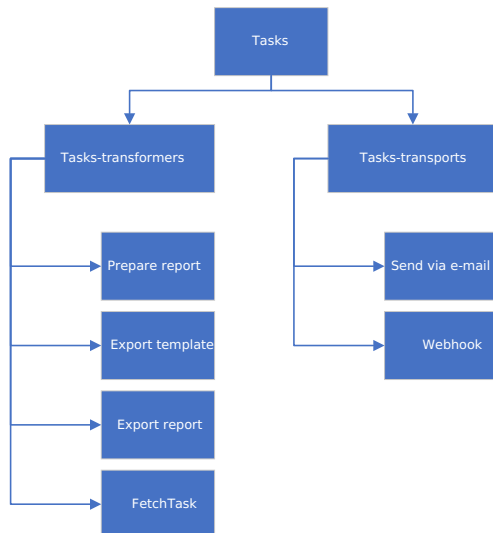 Tasks
Tasks-transformers
Tasks-transports
Prepare report
Send via e-mail
Export template
Webhook
Export report
FetchTask